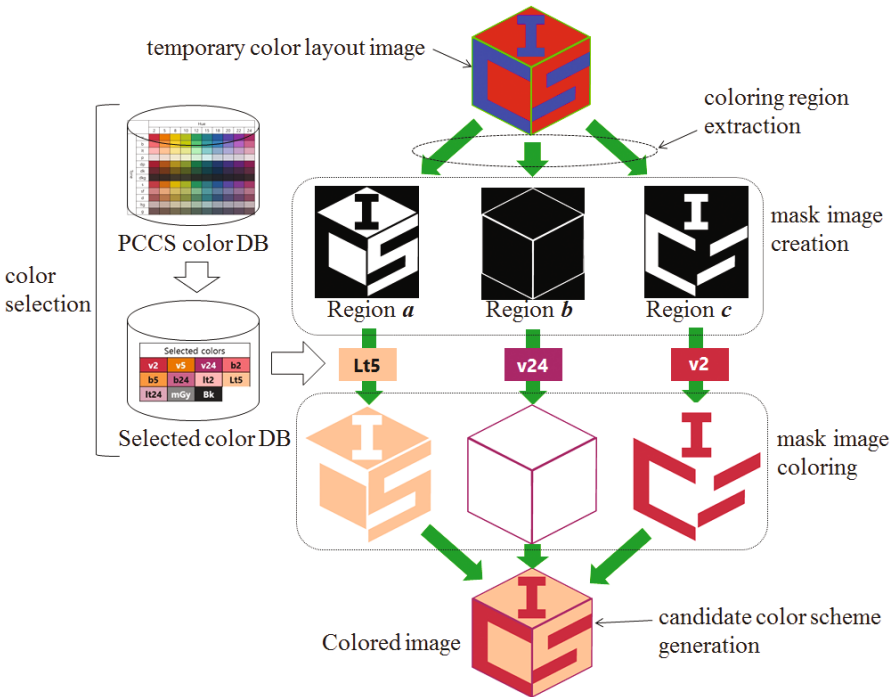 temporary color layout image
coloring region
extraction
PCCS color DB
mask image
creation
Region a
Region b
Region c
color
selection
Selected colors
v2 v5 v24 b2
b5 b24 lt2 Lt5
lt24 mGy Bk
Selected color DB
Lt5
v24
v2
mask image
coloring
I
C S
Colored image
candidate color scheme
generation